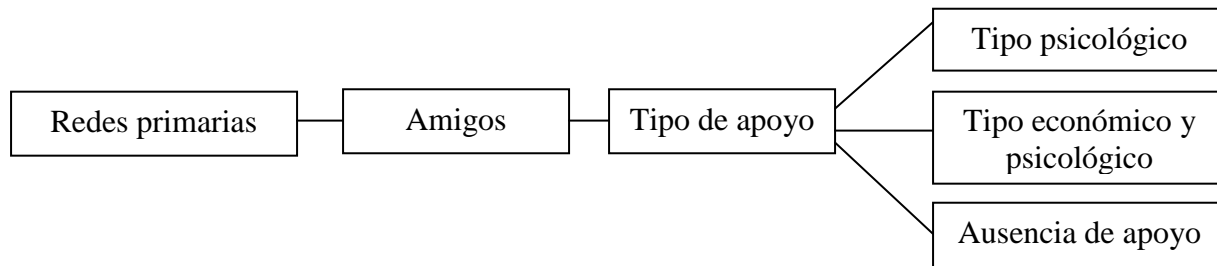 Redes primarias
Amigos
Tipo de apoyo
Tipo psicológico
Tipo económico y
psicológico
Ausencia de apoyo